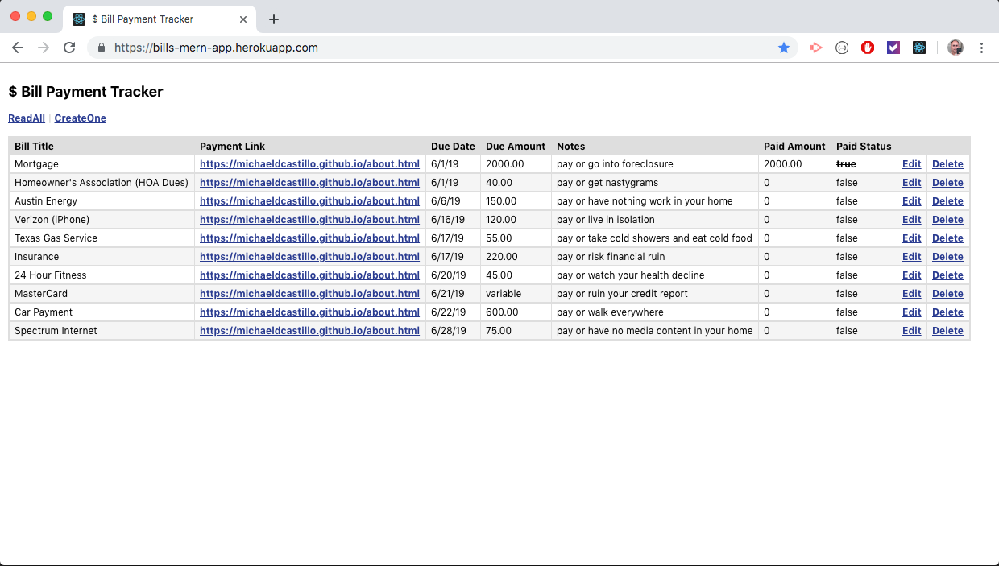 $ Bill Payment Tracker
https://bills-mern-app.herokuapp.com
$ Bill Payment Tracker
ReadAll | CreateOne
Bill Title Payment Link Due Date Due Amount Notes Paid Amount Paid Status
Mortgage https://michaeldcastillo.github.io/about.html 6/1/19 2000.00 pay or go into foreclosure 2000.00 true Edit Delete
Homeowner's Association (HOA Dues) https://michaeldcastillo.github.io/about.html 6/1/19 40.00 pay or get nastygrams 0 false Edit Delete
Austin Energy https://michaeldcastillo.github.io/about.html 6/6/19 150.00 pay or have nothing work in your home 0 false Edit Delete
Verizon (iPhone) https://michaeldcastillo.github.io/about.html 6/16/19 120.00 pay or live in isolation 0 false Edit Delete
Texas Gas Service https://michaeldcastillo.github.io/about.html 6/17/19 55.00 pay or take cold showers and eat cold food 0 false Edit Delete
Insurance https://michaeldcastillo.github.io/about.html 6/17/19 220.00 pay or risk financial ruin 0 false Edit Delete
24 Hour Fitness https://michaeldcastillo.github.io/about.html 6/20/19 45.00 pay or watch your health decline 0 false Edit Delete
MasterCard https://michaeldcastillo.github.io/about.html 6/21/19 variable pay or ruin your credit report 0 false Edit Delete
Car Payment https://michaeldcastillo.github.io/about.html 6/22/19 600.00 pay or walk everywhere 0 false Edit Delete
Spectrum Internet https://michaeldcastillo.github.io/about.html 6/28/19 75.00 pay or have no media content in your home 0 false Edit Delete